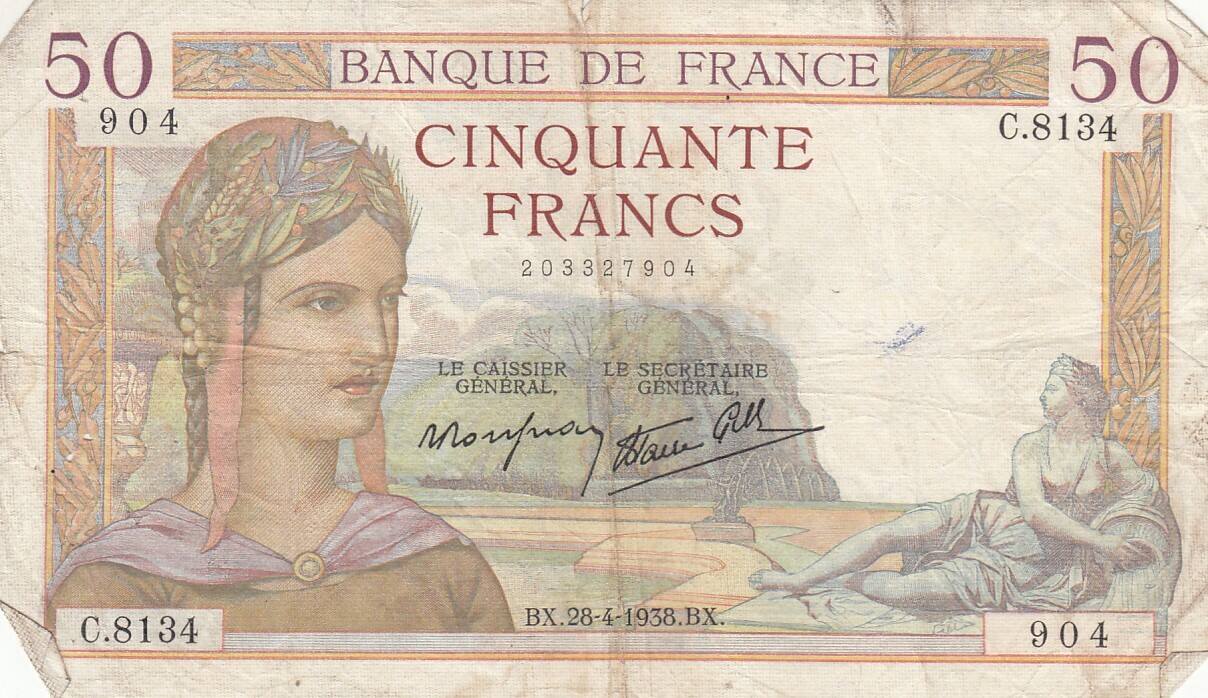 50 BANQUE DE FRANCE 50
904 C.8134
CINQUANTE
FRANCS
203327904
LE CAISSIER GÉNÉRAL,
LE SECRÉTAIRE GÉNÉRAL,
BX.28-4-1938.BX.
C.8134 904